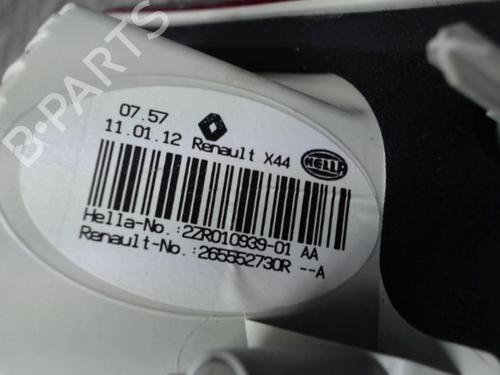 B-PARTS
07.57
11.01.12 Renault X44
HELLA
Hella-No.:2ZR010939-01 AA
Renault-No.:265552730R --A